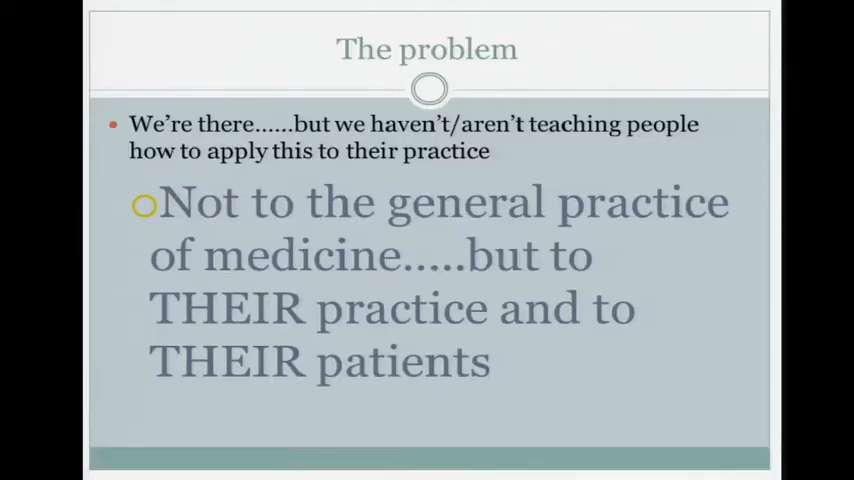 The problem
We're there......but we haven't/aren't teaching people
how to apply this to their practice
Not to the general practice
of medicine.....but to
THEIR practice and to
THEIR patients